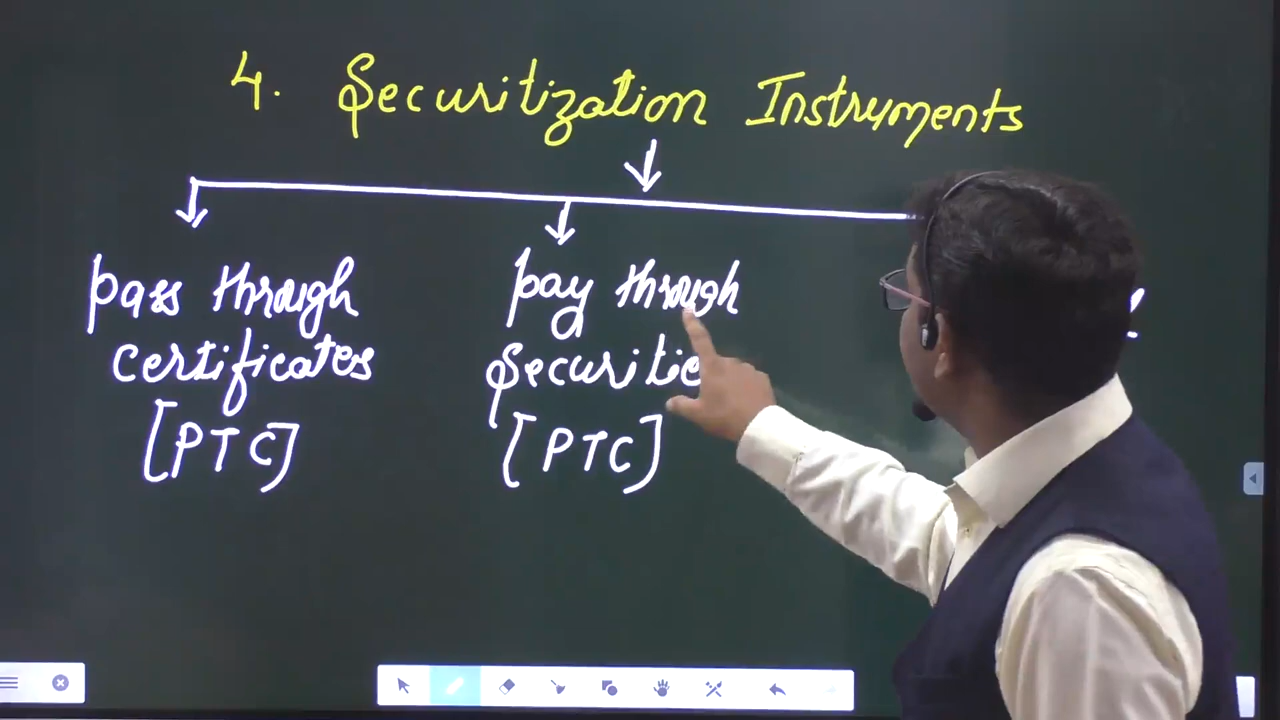 4. Securitization Instruments
pass through
certificates
[PTC]
pay through
Securitie
[PTC]